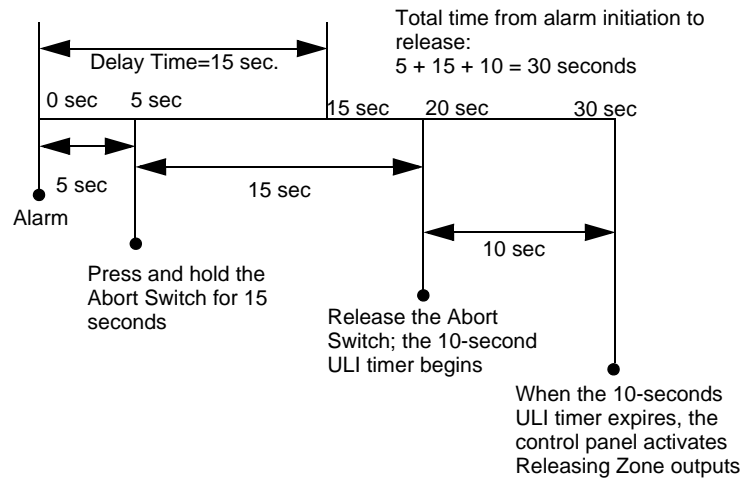 Total time from alarm initiation to
release:
5 + 15 + 10 = 30 seconds
Delay Time=15 sec.
0 sec
5 sec
15 sec
20 sec
30 sec
5 sec
15 sec
Alarm
10 sec
Press and hold the
Abort Switch for 15
seconds
Release the Abort
Switch; the 10-second
ULI timer begins
When the 10-seconds
ULI timer expires, the
control panel activates
Releasing Zone outputs